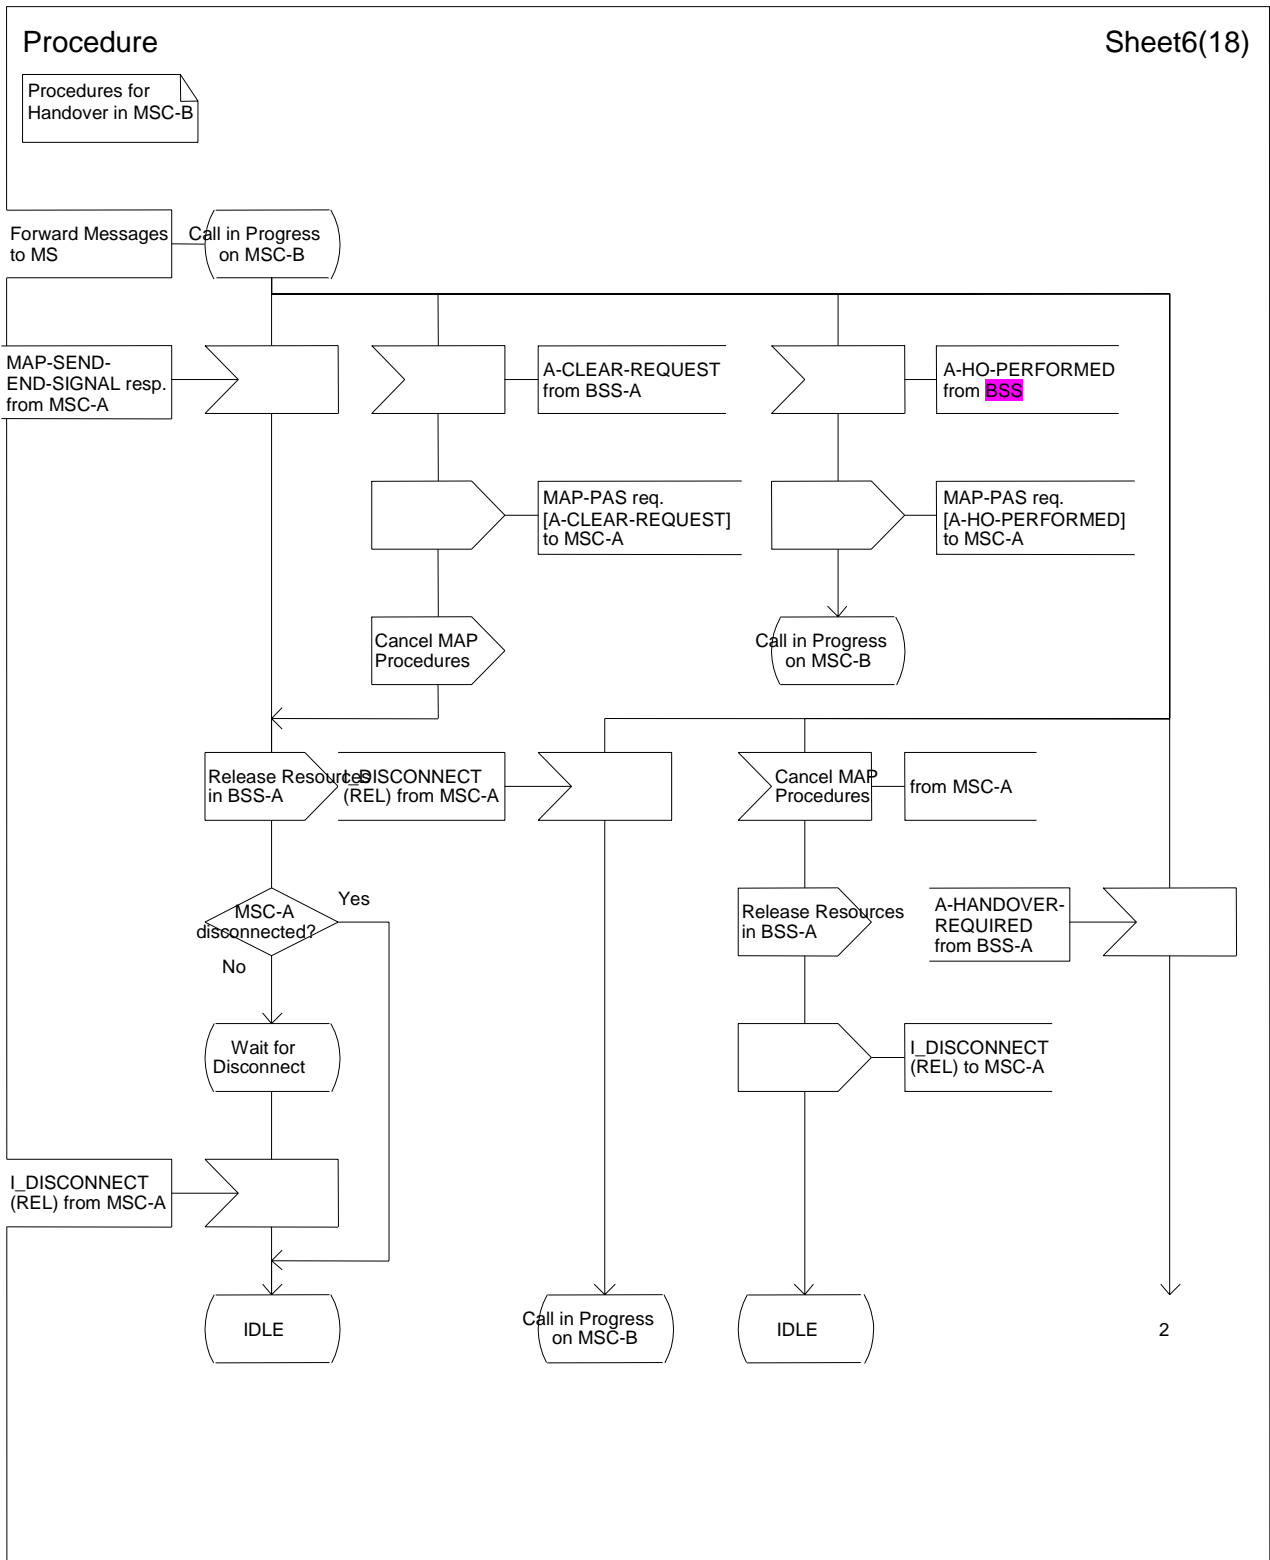 Procedure
Sheet6(18)
Procedures for
Handover in MSC-B
Forward Messages
to MS
Call in Progress
on MSC-B
MAP-SEND-
END-SIGNAL resp.
from MSC-A
A-CLEAR-REQUEST
from BSS-A
A-HO-PERFORMED
from BSS
MAP-PAS req.
[A-CLEAR-REQUEST]
to MSC-A
MAP-PAS req.
[A-HO-PERFORMED]
to MSC-A
Cancel MAP
Procedures
Call in Progress
on MSC-B
Release Resources
in BSS-A
I_DISCONNECT
(REL) from MSC-A
Cancel MAP
Procedures
from MSC-A
MSC-A
disconnected?
Yes
No
Release Resources
in BSS-A
A-HANDOVER-
REQUIRED
from BSS-A
Wait for
Disconnect
I_DISCONNECT
(REL) to MSC-A
I_DISCONNECT
(REL) from MSC-A
IDLE
Call in Progress
on MSC-B
IDLE
2